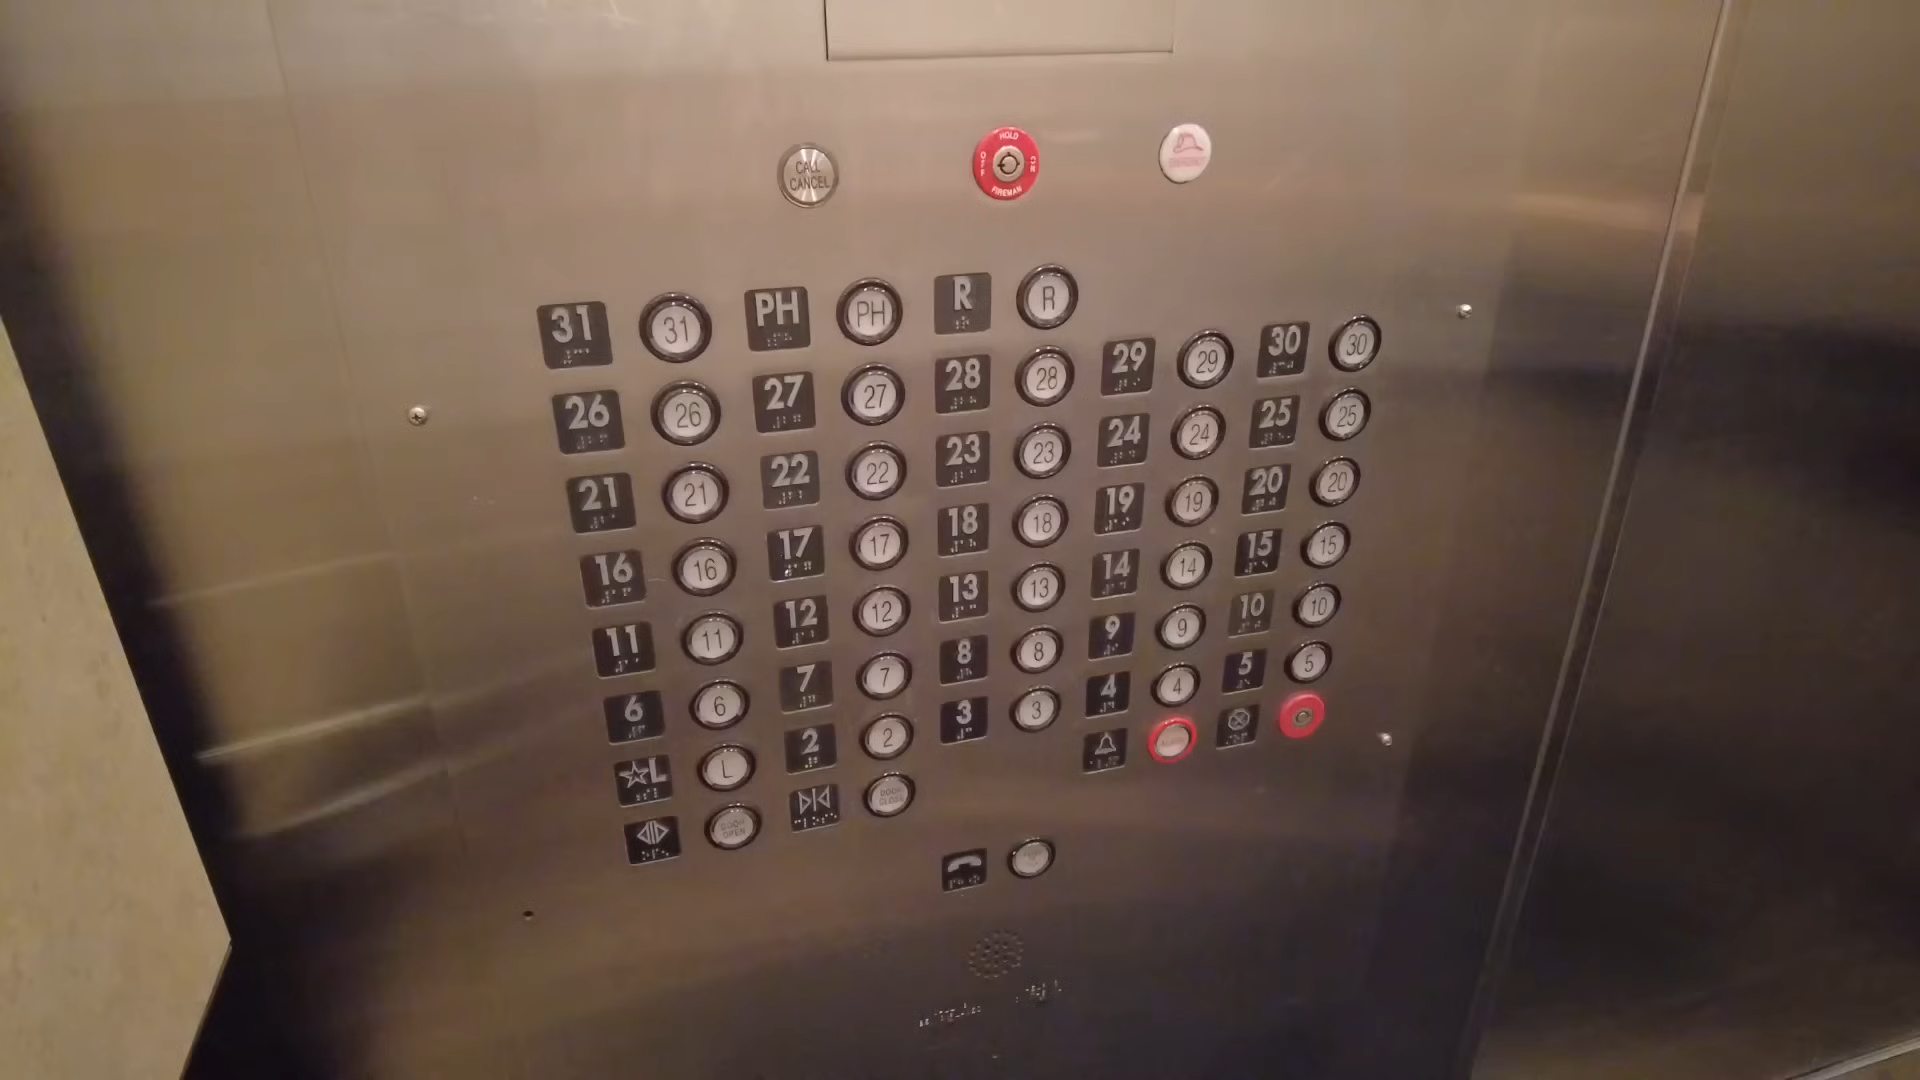 CALL CANCEL
HOLD
OFF ON
FIREMAN
31 31 PH PH R R
29 29 30 30
26 26 27 27 28 28
24 24 25 25
21 21 22 22 23 23
19 19 20 20
16 16 17 17 18 18
14 14 15 15
11 11 12 12 13 13
9 9 10 10
6 6 7 7 8 8
4 4 5 5
☆L L 2 2 3 3
DOOR OPEN DOOR CLOSE